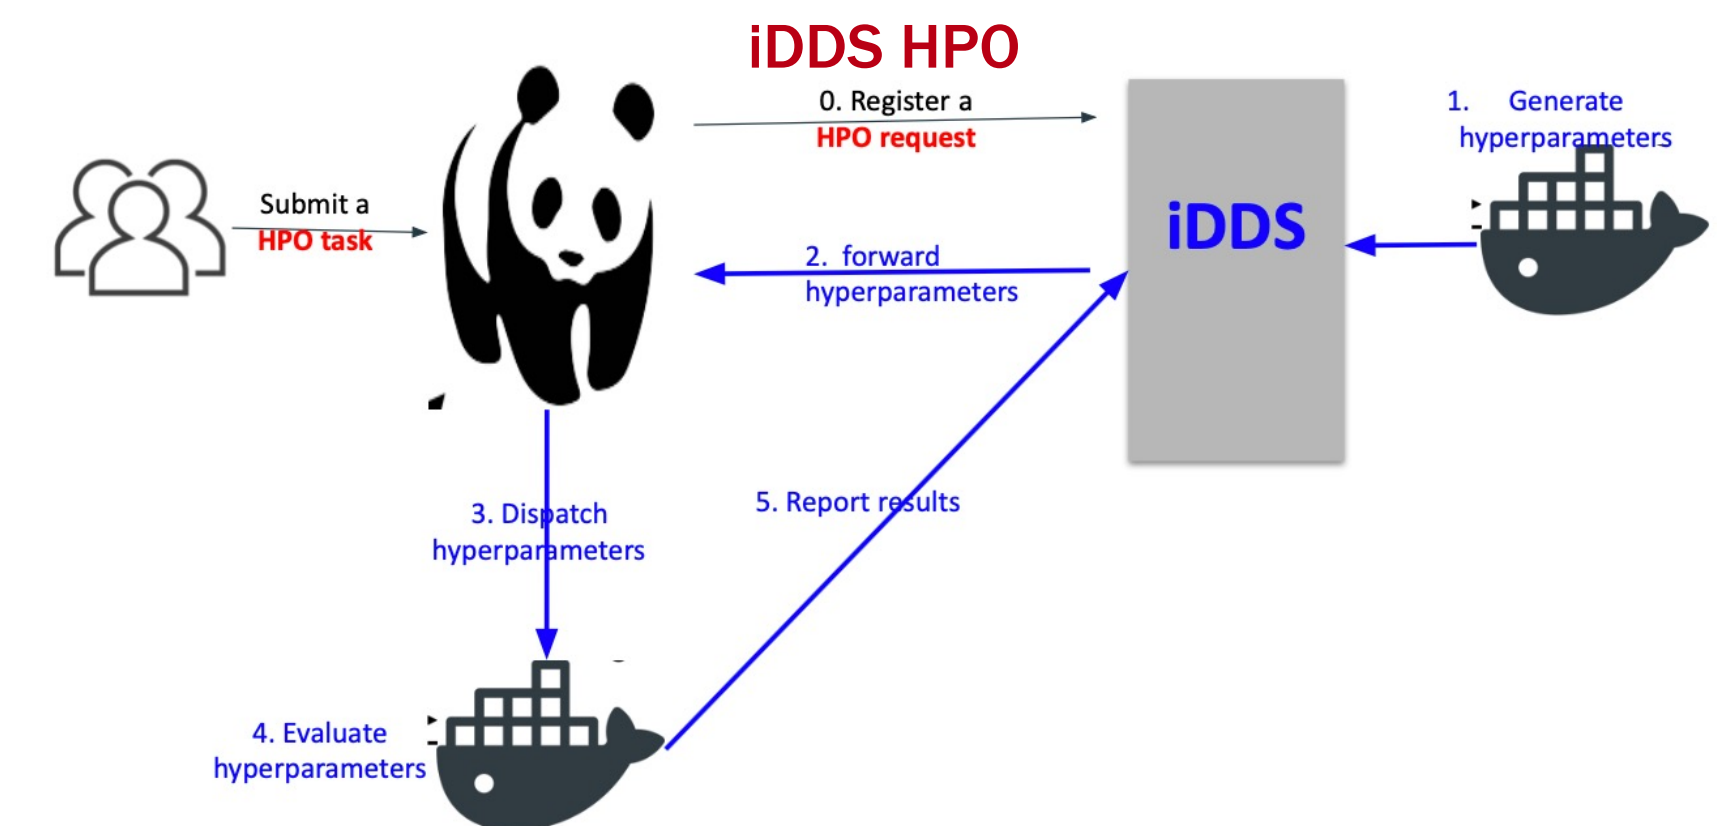 iDDS HPO
0. Register a
HPO request
1. Generate
hyperparameters
Submit a
HPO task
iDDS
2. forward
hyperparameters
3. Dispatch
hyperparameters
5. Report results
4. Evaluate
hyperparameters